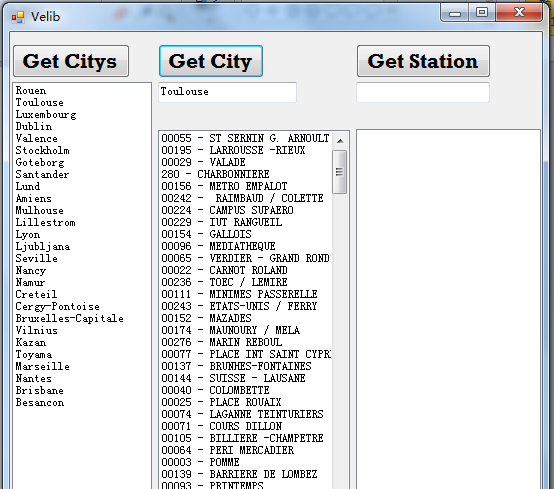 Velib
Get Citys
Get City
Get Station
Toulouse
Rouen
Toulouse
Luxembourg
Dublin
Valence
Stockholm
Goteborg
Santander
Lund
Amiens
Mulhouse
Lillestrom
Lyon
Ljubljana
Seville
Nancy
Namur
Creteil
Cergy-Pontoise
Bruxelles-Capitale
Vilnius
Kazan
Toyama
Marseille
Nantes
Brisbane
Besancon
00055 - ST SERNIN G. ARNOULT
00195 - LARROUSSE -RIEUX
00029 - VALADE
280 - CHARBONNIERE
00156 - METRO EMPALOT
00242 -  RAIMBAUD / COLETTE
00224 - CAMPUS SUPAERO
00229 - IUT RANGUEIL
00154 - GALLOIS
00096 - MEDIATHEQUE
00065 - VERDIER - GRAND ROND
00022 - CARNOT ROLAND
00236 - TOEC / LEMIRE
00111 - MINIMES PASSERELLE
00243 - ETATS-UNIS / FERRY
00152 - MAZADES
00174 - MAUNOURY / MELA
00276 - MARIN REBOUL
00077 - PLACE INT SAINT CYPR
00137 - BRUNHES-FONTAINES
00144 - SUISSE - LAUSANE
00040 - COLOMBETTE
00025 - PLACE ROUAIX
00074 - LAGANNE TEINTURIERS
00071 - COURS DILLON
00105 - BILLIERE -CHAMPETRE
00064 - PERI MERCADIER
00003 - POMME
00139 - BARRIERE DE LOMBEZ
00093 - PRINTEMPS